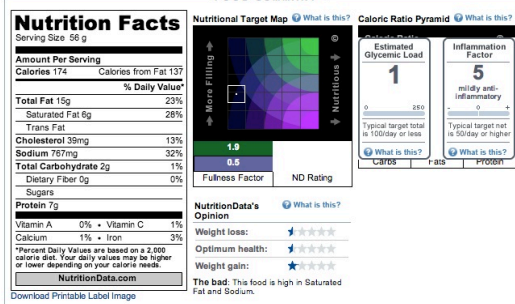 Nutrition Facts
Serving Size 56 g
Amount Per Serving
Calories 174 Calories from Fat 137
% Daily Value*
Total Fat 15g 23%
Saturated Fat 6g 28%
Trans Fat
Cholesterol 39mg 13%
Sodium 767mg 32%
Total Carbohydrate 2g 1%
Dietary Fiber 0g 0%
Sugars
Protein 7g
Vitamin A 0% • Vitamin C 1%
Calcium 1% • Iron 3%
*Percent Daily Values are based on a 2,000
calorie diet. Your daily values may be higher
or lower depending on your calorie needs.
NutritionData.com
Download Printable Label Image
Nutritional Target Map ? What is this?
©
More Filling
Nutritious
1.9
0.5
Fullness Factor ND Rating
NutritionData's ? What is this?
Opinion
Weight loss:
Optimum health:
Weight gain:
The bad: This food is high in Saturated
Fat and Sodium.
Caloric Ratio Pyramid ? What is this?
Estimated
Glycemic Load
1
0 250
Typical target total
is 100/day or less
? What is this?
Inflammation
Factor
5
mildly anti-
inflammatory
- 0 +
Typical target net
is 50/day or higher
? What is this?
Carbs Fats Protein